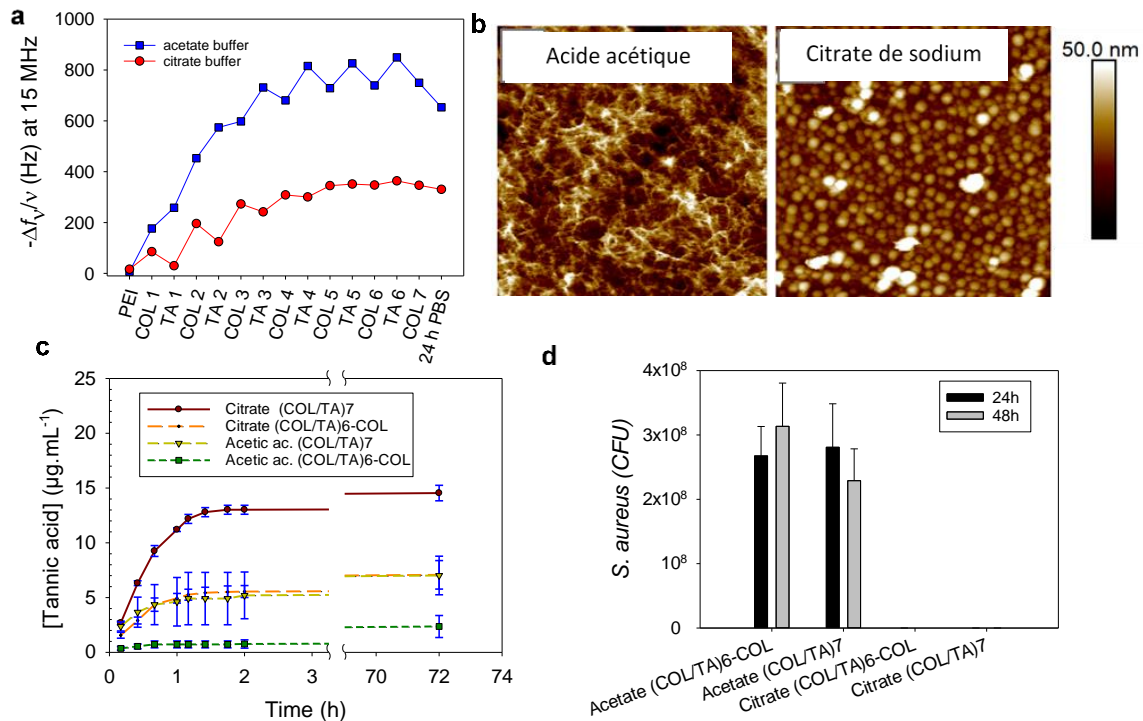 a
1000
800
600
400
200
0
-Δfν/ν (Hz) at 15 MHz
acetate buffer
citrate buffer
PEI
COL 1
TA 1
COL 2
TA 2
COL 3
TA 3
COL 4
TA 4
COL 5
TA 5
COL 6
TA 6
COL 7
24 h PBS
b
Acide acétique
Citrate de sodium
50.0 nm
c
25
20
15
10
5
0
[Tannic acid] (µg.mL-1)
Citrate (COL/TA)7
Citrate (COL/TA)6-COL
Acetic ac. (COL/TA)7
Acetic ac. (COL/TA)6-COL
0 1 2 3 70 72 74
Time (h)
d
4x10⁸
3x10⁸
2x10⁸
10⁸
0
S. aureus (CFU)
24h
48h
Acetate (COL/TA)6-COL
Acetate (COL/TA)7
Citrate (COL/TA)6-COL
Citrate (COL/TA)7